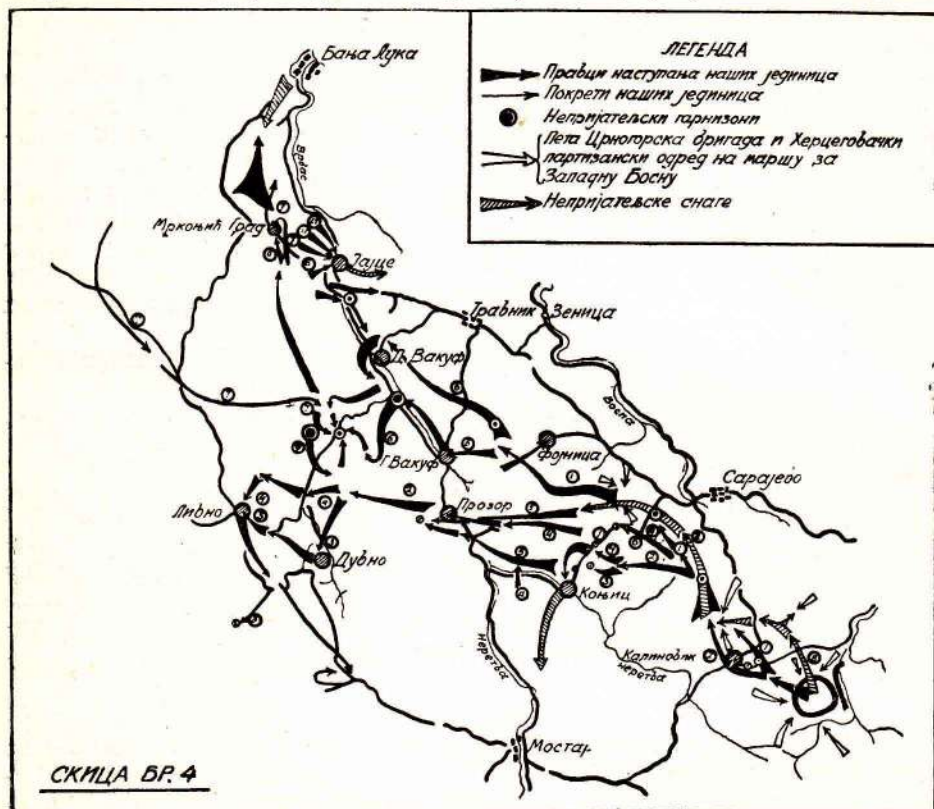 ЛЕГЕНДА
Правци наступања наших јединица
Покрети наших јединица
Непријатељски гарнизони
Пета Црногорска бригада и Херцеговачки
партизански одред на маршу за
Западну Босну
Непријатељске снаге
Бања Лука
Врбас
Мркоњић Град
Јајце
Травник
Зеница
Д. Вакуф
Босна
Г. Вакуф
Фојница
Сарајево
Ливно
Прозор
Дувно
Коњиц
Неретва
Калиновик
Неретва
Мостар
СКИЦА БР. 4